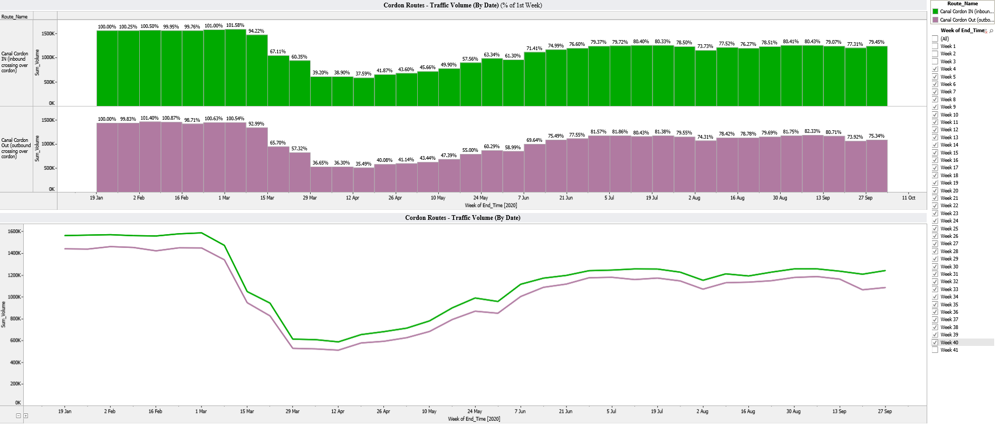 Cordon Routes - Traffic Volume (By Date) (% of 1st Week)
Route_Name
Canal Cordon IN (inbound crossing over cordon)
Sum_Volume
1500K
1000K
500K
0K
100.00% 100.25% 100.50% 99.95% 99.76% 101.00% 101.58% 94.22% 67.11% 60.35% 39.20% 38.90% 37.59% 41.87% 43.60% 45.66% 49.90% 57.56% 63.34% 61.30% 71.41% 74.99% 76.60% 79.37% 79.72% 80.40% 80.33% 78.50% 73.73% 77.52% 76.27% 78.51% 80.41% 80.43% 79.07% 77.31% 79.45%
Canal Cordon Out (outbound crossing over cordon)
Sum_Volume
1500K
1000K
500K
0K
100.00% 99.83% 101.40% 100.87% 98.71% 100.63% 100.54% 92.99% 65.70% 57.32% 36.65% 36.30% 35.49% 40.08% 41.14% 43.44% 47.39% 55.00% 60.29% 58.99% 69.64% 75.49% 77.55% 81.57% 81.86% 80.43% 81.38% 79.55% 74.31% 78.42% 78.78% 79.69% 81.75% 82.33% 80.71% 73.92% 75.34%
19 Jan 2 Feb 16 Feb 1 Mar 15 Mar 29 Mar 12 Apr 26 Apr 10 May 24 May 7 Jun 21 Jun 5 Jul 19 Jul 2 Aug 16 Aug 30 Aug 13 Sep 27 Sep 11 Oct
Week of End_Time [2020]
Cordon Routes - Traffic Volume (By Date)
Sum_Volume
1600K
1400K
1200K
1000K
800K
600K
400K
200K
0K
19 Jan 2 Feb 16 Feb 1 Mar 15 Mar 29 Mar 12 Apr 26 Apr 10 May 24 May 7 Jun 21 Jun 5 Jul 19 Jul 2 Aug 16 Aug 30 Aug 13 Sep 27 Sep
Week of End_Time [2020]
Route_Name
Canal Cordon IN (inboun...
Canal Cordon Out (outbo...
Week of End_Time
(All)
Week 1
Week 2
Week 3
Week 4
Week 5
Week 6
Week 7
Week 8
Week 9
Week 10
Week 11
Week 12
Week 13
Week 14
Week 15
Week 16
Week 17
Week 18
Week 19
Week 20
Week 21
Week 22
Week 23
Week 24
Week 25
Week 26
Week 27
Week 28
Week 29
Week 30
Week 31
Week 32
Week 33
Week 34
Week 35
Week 36
Week 37
Week 38
Week 39
Week 40
Week 41